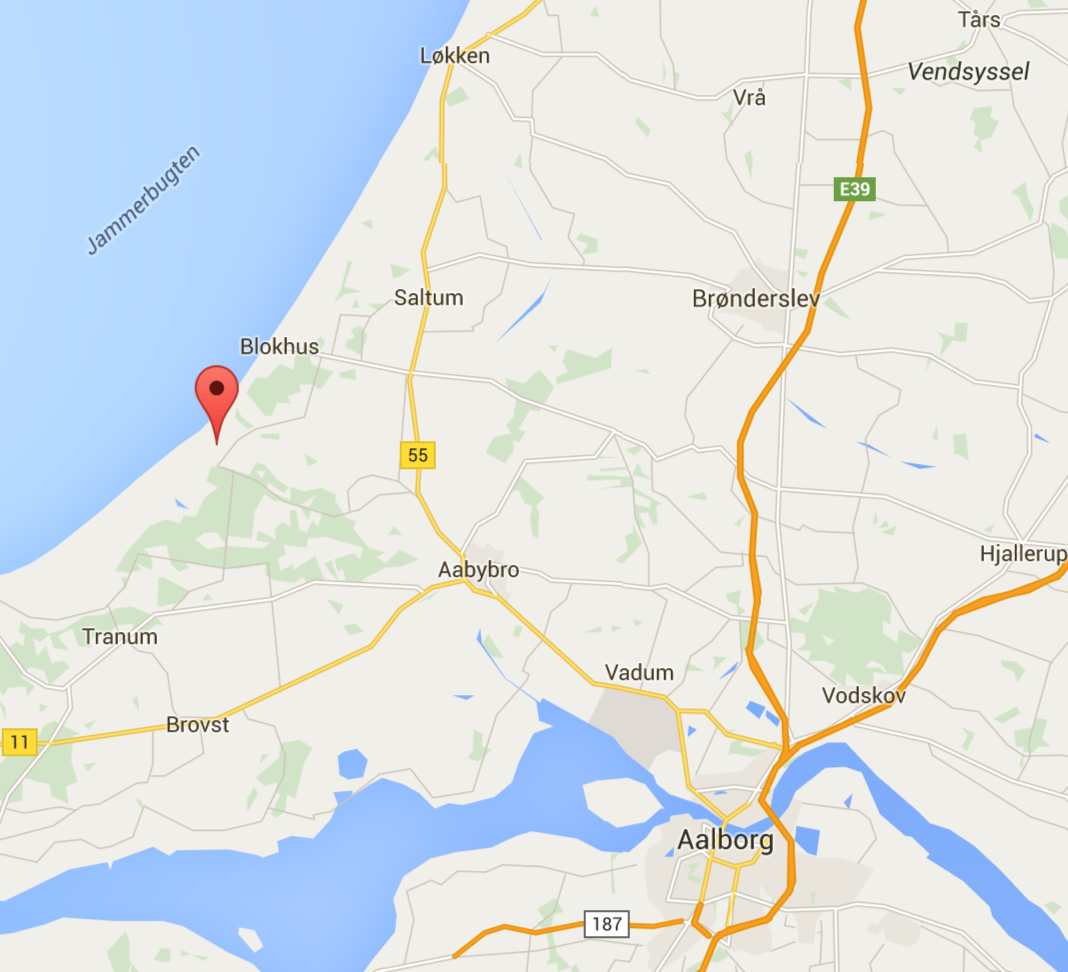 Tårs
Løkken
Vendsyssel
Vrå
Jammerbugten
E39
Saltum
Brønderslev
Blokhus
55
Hjallerup
Aabybro
Tranum
Vadum
Vodskov
Brovst
11
Aalborg
187